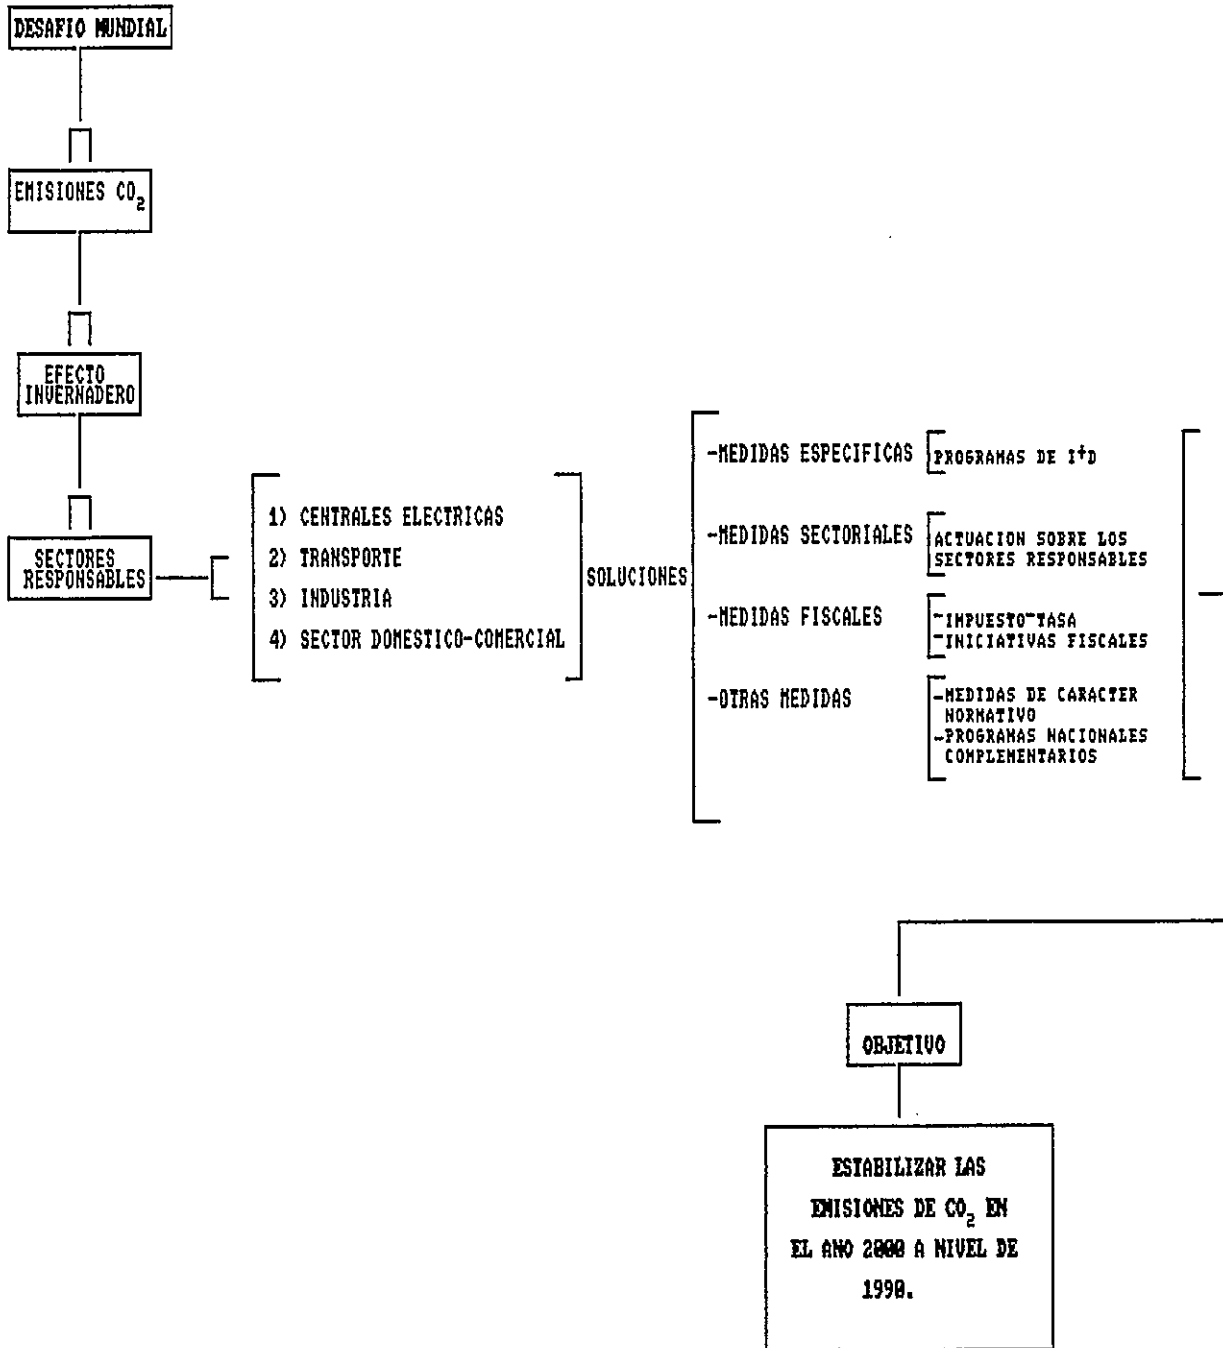 DESAFIO MUNDIAL
EMISIONES CO₂
EFECTO
INVERNADERO
SECTORES
RESPONSABLES
1) CENTRALES ELECTRICAS
2) TRANSPORTE
3) INDUSTRIA
4) SECTOR DOMESTICO-COMERCIAL
SOLUCIONES
-MEDIDAS ESPECIFICAS
PROGRAMAS DE I+D
-MEDIDAS SECTORIALES
ACTUACION SOBRE LOS
SECTORES RESPONSABLES
-MEDIDAS FISCALES
-IMPUESTO-TASA
-INICIATIVAS FISCALES
-OTRAS MEDIDAS
-MEDIDAS DE CARACTER
NORMATIVO
-PROGRAMAS NACIONALES
COMPLEMENTARIOS
OBJETIVO
ESTABILIZAR LAS
EMISIONES DE CO₂ EN
EL ANO 2000 A NIVEL DE
1990.